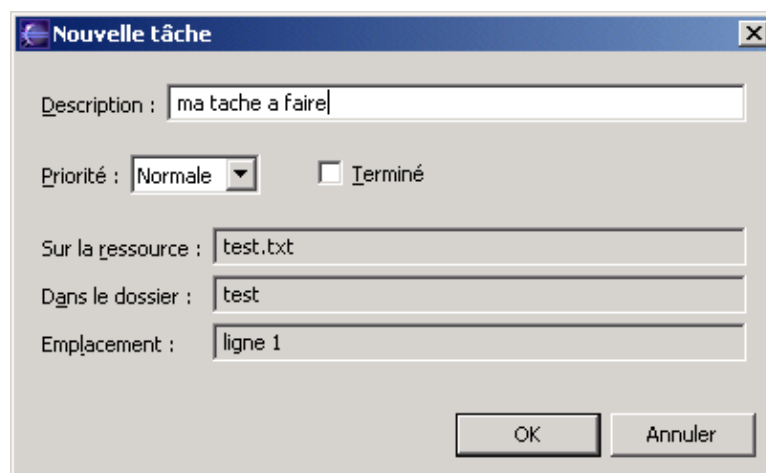 Nouvelle tâche
Description : ma tache a faire
Priorité : Normale Terminé
Sur la ressource : test.txt
Dans le dossier : test
Emplacement : ligne 1
OK Annuler